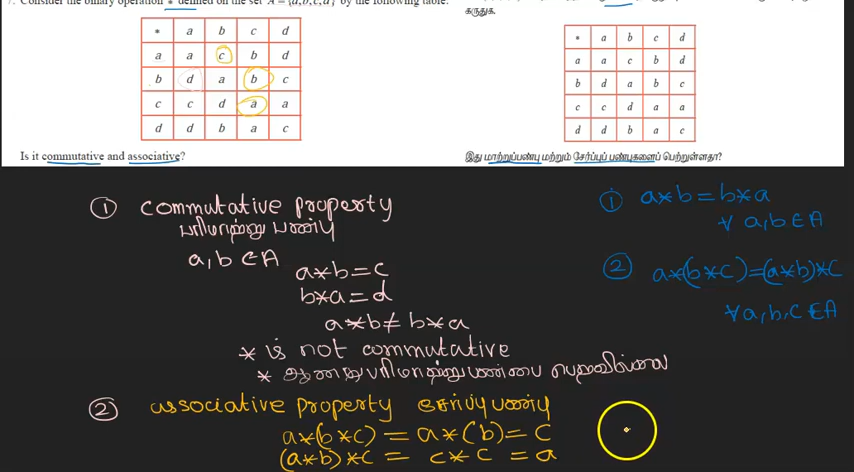 Consider the binary operation * defined on the set A = {a,b,c,d} by the following table:
* a b c d
a a c b d
b d a b c
c c d a a
d d b a c
Is it commutative and associative?
கருதுக.
* a b c d
a a c b d
b d a b c
c c d a a
d d b a c
இது மாற்றுப்பண்பு மற்றும் சேர்ப்புப் பண்புகளைப் பெற்றுள்ளதா?
① commutative property
பரிமாற்று பண்பு
a,b ∈ A
a*b = c
b*a = d
a*b ≠ b*a
* is not commutative
* ஆனது பரிமாற்று பண்பை பெறவில்லை
② associative property சேர்ப்பு பண்பு
a*(b*c) = a*(b) = c
(a*b)*c = c*c = a
① a*b = b*a
∀ a,b ∈ A
② a*(b*c) = (a*b)*c
∀ a,b,c ∈ A